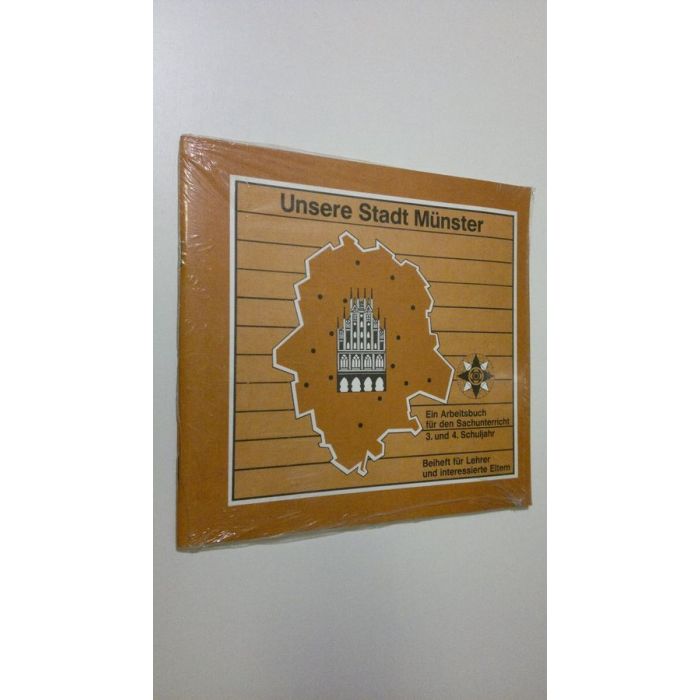 Unsere Stadt Münster
Ein Arbeitsbuch
für den Sachunterricht
3. und 4. Schuljahr
Beiheft für Lehrer
und interessierte Eltern